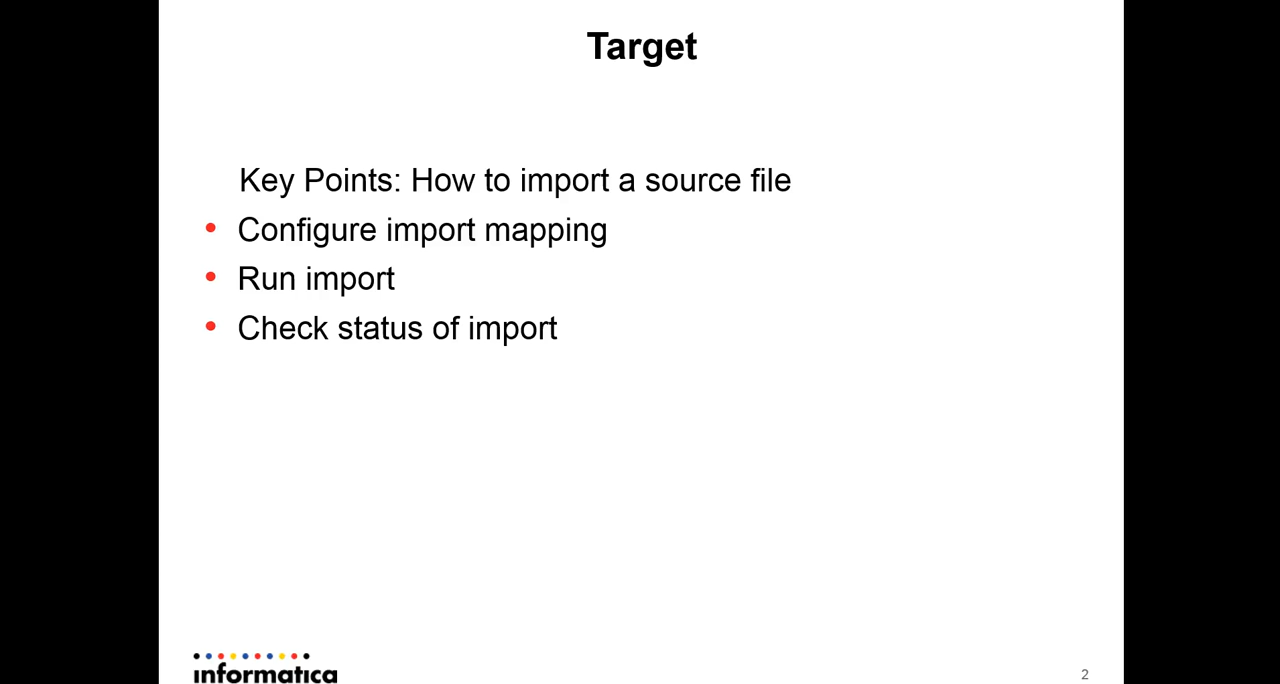 Target
Key Points: How to import a source file
• Configure import mapping
• Run import
• Check status of import
informatica
2